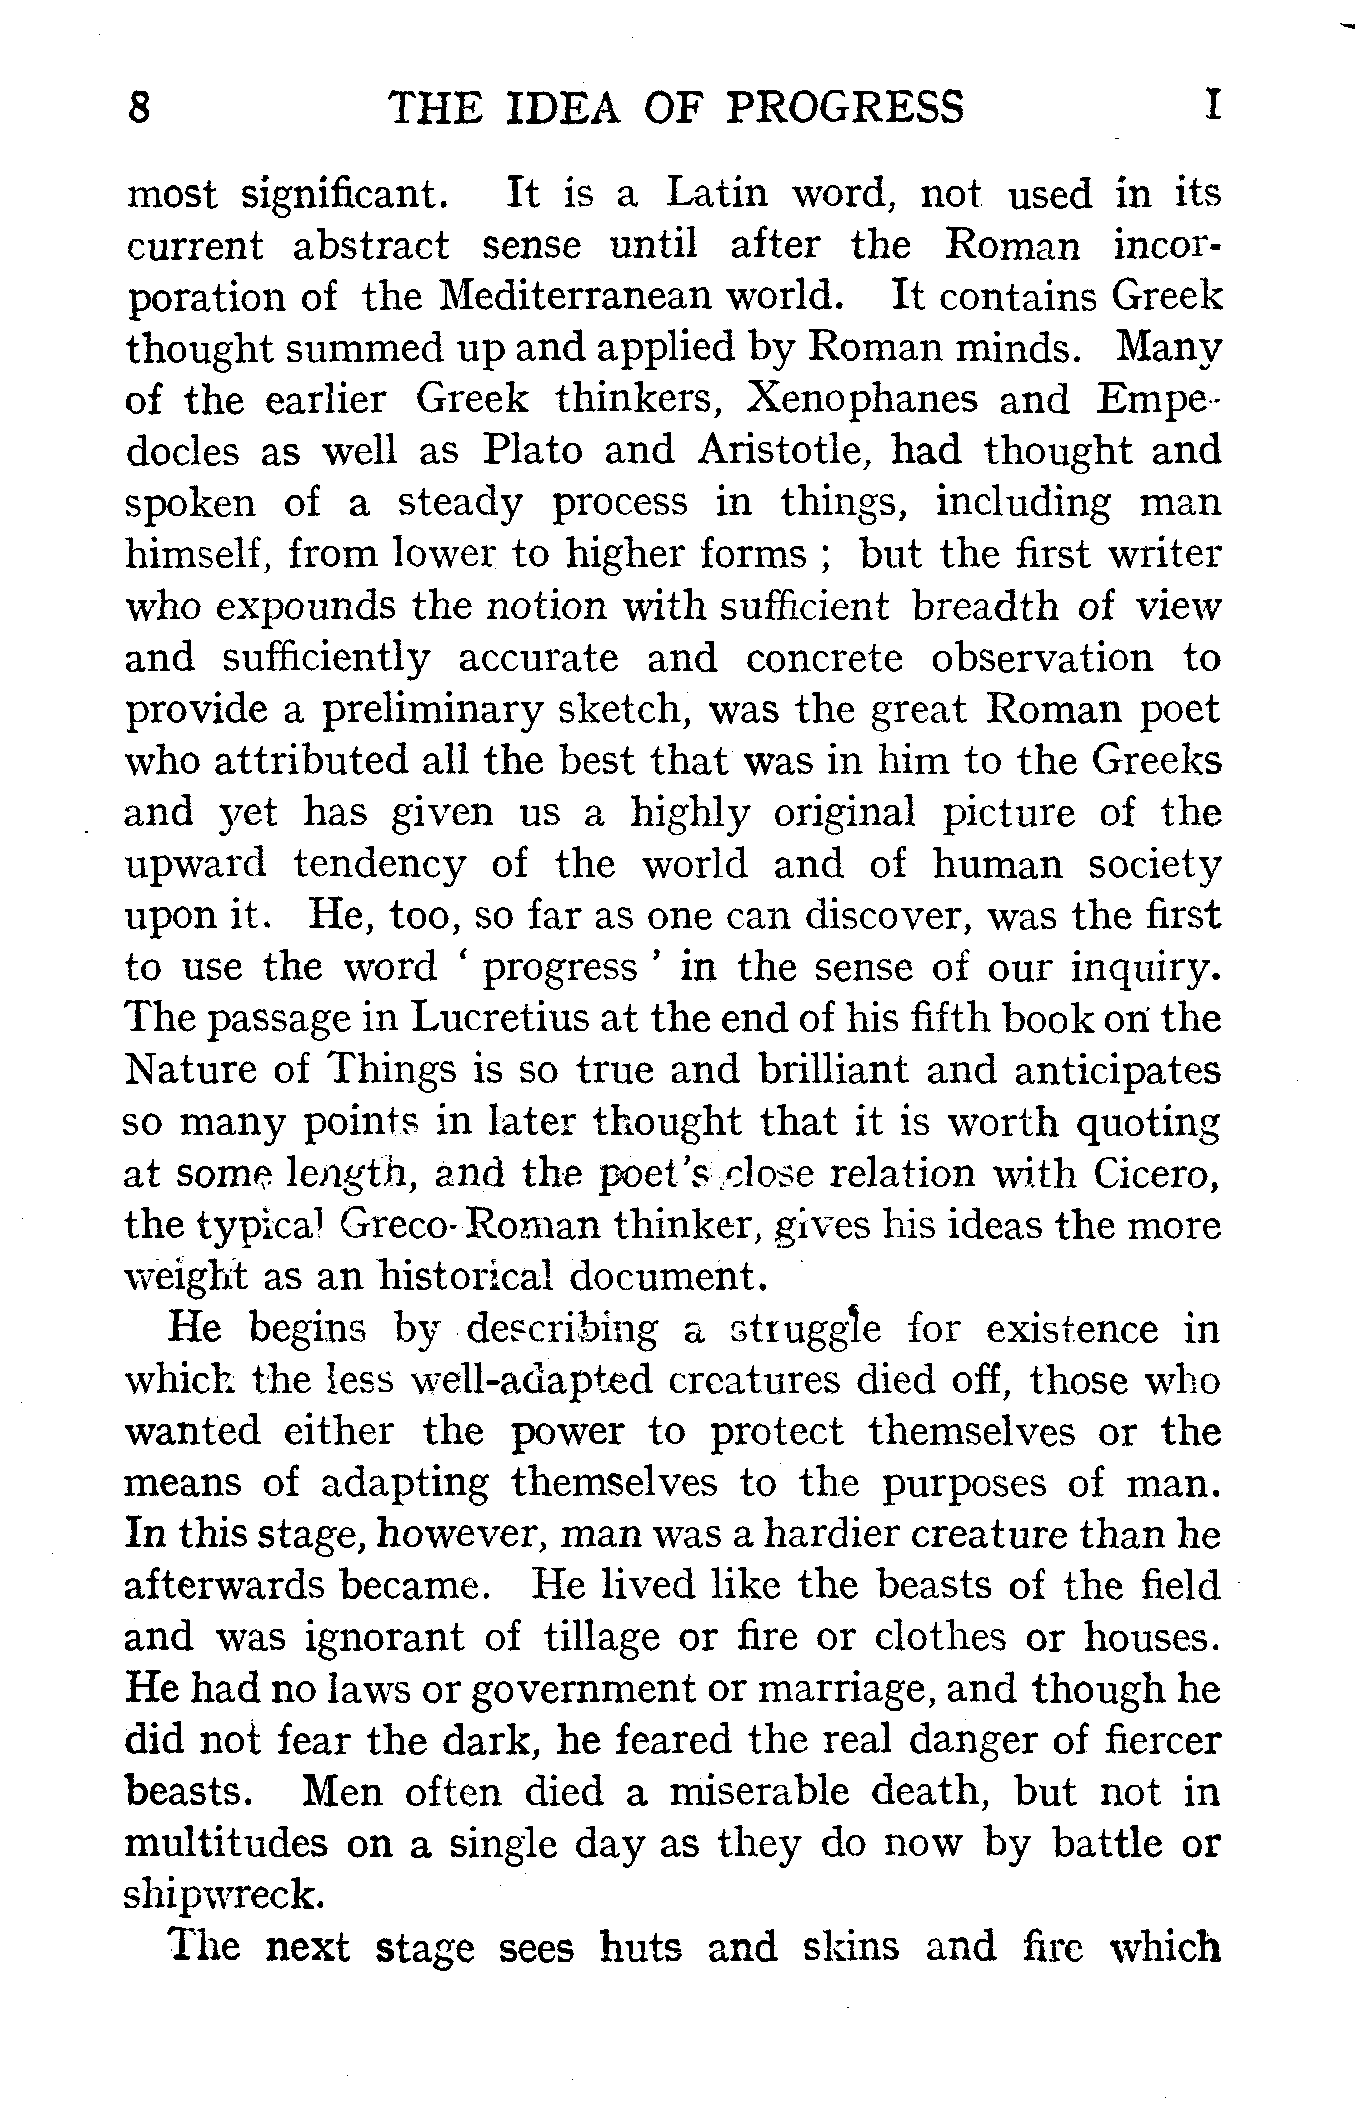 8 THE IDEA OF PROGRESS I
most significant. It is a Latin word, not used in its
current abstract sense until after the Roman incor-
poration of the Mediterranean world. It contains Greek
thought summed up and applied by Roman minds. Many
of the earlier Greek thinkers, Xenophanes and Empe-
docles as well as Plato and Aristotle, had thought and
spoken of a steady process in things, including man
himself, from lower to higher forms ; but the first writer
who expounds the notion with sufficient breadth of view
and sufficiently accurate and concrete observation to
provide a preliminary sketch, was the great Roman poet
who attributed all the best that was in him to the Greeks
and yet has given us a highly original picture of the
upward tendency of the world and of human society
upon it. He, too, so far as one can discover, was the first
to use the word ‘ progress ’ in the sense of our inquiry.
The passage in Lucretius at the end of his fifth book on the
Nature of Things is so true and brilliant and anticipates
so many points in later thought that it is worth quoting
at some length, and the poet's close relation with Cicero,
the typical Greco-Roman thinker, gives his ideas the more
weight as an historical document.
He begins by describing a struggle for existence in
which the less well-adapted creatures died off, those who
wanted either the power to protect themselves or the
means of adapting themselves to the purposes of man.
In this stage, however, man was a hardier creature than he
afterwards became. He lived like the beasts of the field
and was ignorant of tillage or fire or clothes or houses.
He had no laws or government or marriage, and though he
did not fear the dark, he feared the real danger of fiercer
beasts. Men often died a miserable death, but not in
multitudes on a single day as they do now by battle or
shipwreck.
The next stage sees huts and skins and fire which